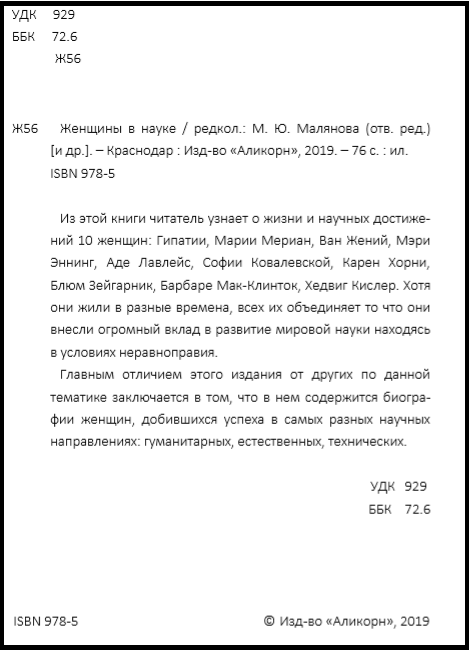 УДК 929
ББК 72.6
Ж56
Ж56 Женщины в науке / редкол.: М. Ю. Малянова (отв. ред.)
[и др.]. – Краснодар : Изд-во «Аликорн», 2019. – 76 с. : ил.
ISBN 978-5
Из этой книги читатель узнает о жизни и научных достиже-
ний 10 женщин: Гипатии, Марии Мериан, Ван Жений, Мэри
Эннинг, Аде Лавлейс, Софии Ковалевской, Карен Хорни,
Блюм Зейгарник, Барбаре Мак-Клинток, Хедвиг Кислер. Хотя
они жили в разные времена, всех их объединяет то что они
внесли огромный вклад в развитие мировой науки находясь
в условиях неравноправия.
Главным отличием этого издания от других по данной
тематике заключается в том, что в нем содержится биогра-
фии женщин, добившихся успеха в самых разных научных
направлениях: гуманитарных, естественных, технических.
УДК 929
ББК 72.6
ISBN 978-5 © Изд-во «Аликорн», 2019